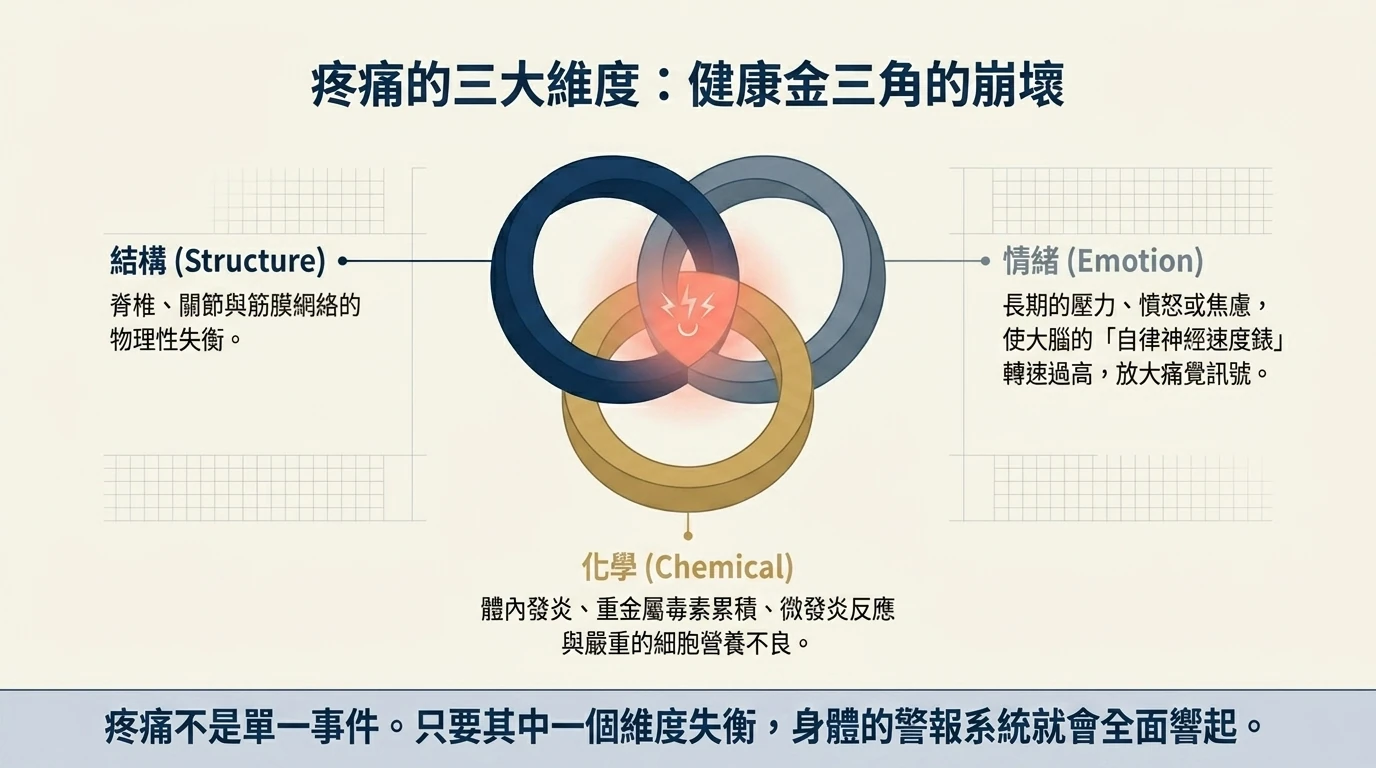 疼痛的三大維度：健康金三角的崩壞
結構 (Structure)
脊椎、關節與筋膜網絡的
物理性失衡。
情緒 (Emotion)
長期的壓力、憤怒或焦慮，
使大腦的「自律神經速度錶」
轉速過高，放大痛覺訊號。
化學 (Chemical)
體內發炎、重金屬毒素累積、微發炎反應
與嚴重的細胞營養不良。
疼痛不是單一事件。只要其中一個維度失衡，身體的警報系統就會全面響起。